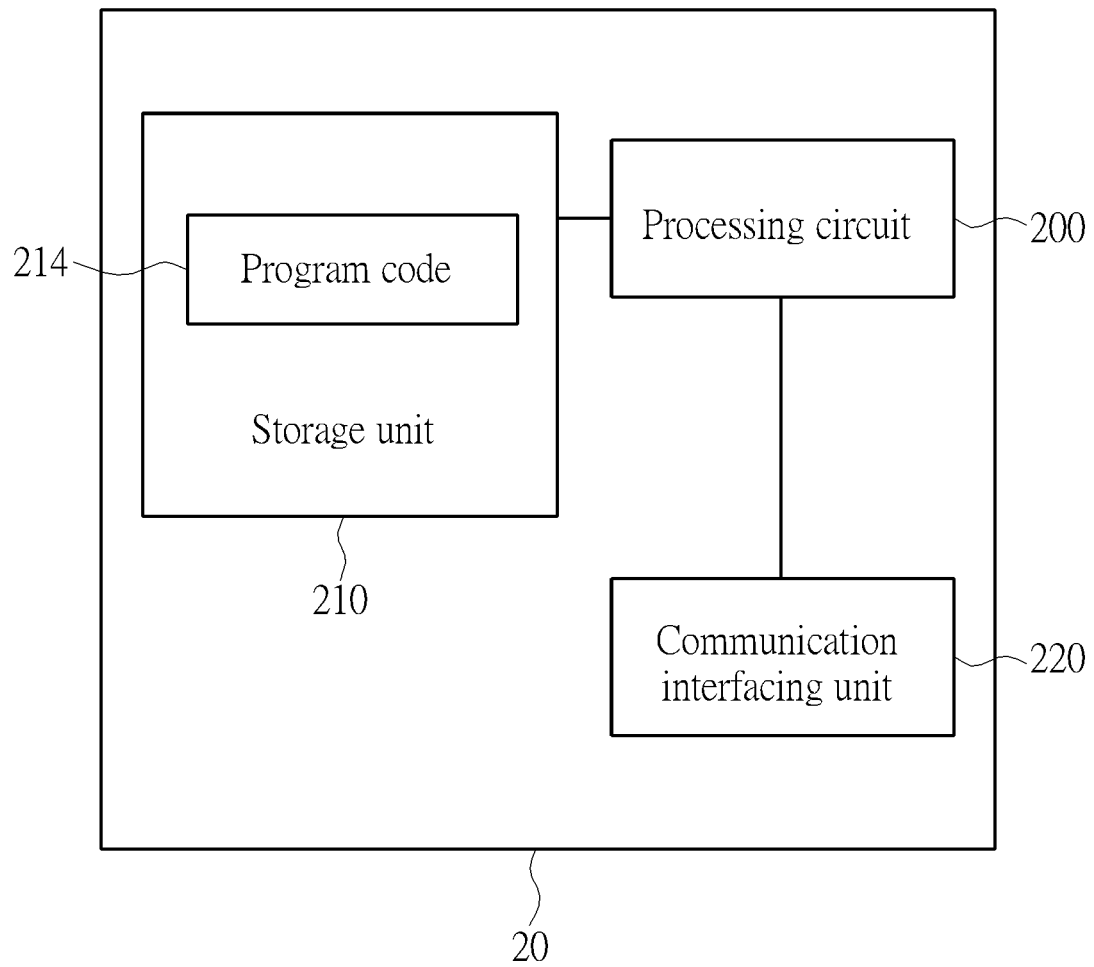 Processing circuit
200
214
Program code
Storage unit
210
Communication
interfacing unit
220
20